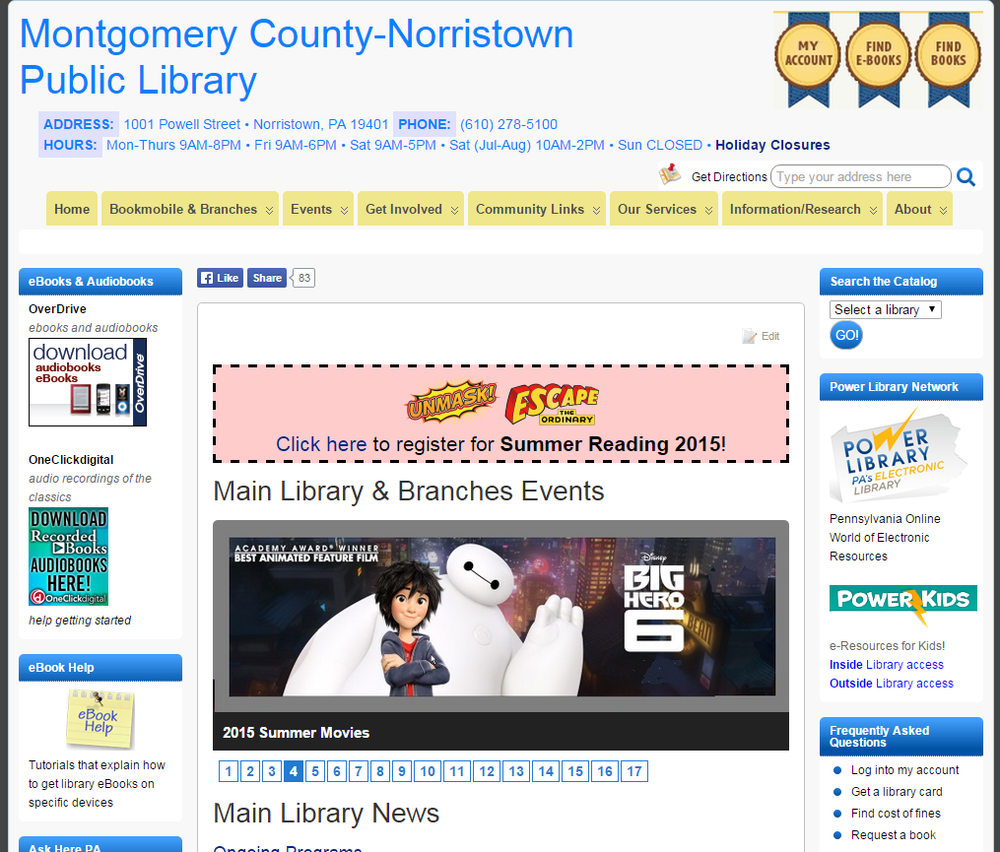 Montgomery County-Norristown
Public Library
MY
ACCOUNT
FIND
E-BOOKS
FIND
BOOKS
ADDRESS: 1001 Powell Street • Norristown, PA 19401 PHONE: (610) 278-5100
HOURS: Mon-Thurs 9AM-8PM • Fri 9AM-6PM • Sat 9AM-5PM • Sat (Jul-Aug) 10AM-2PM • Sun CLOSED • Holiday Closures
Get Directions Type your address here
Home Bookmobile & Branches Events Get Involved Community Links Our Services Information/Research About
eBooks & Audiobooks
OverDrive
ebooks and audiobooks
download
audiobooks
eBooks
OverDrive
OneClickdigital
audio recordings of the
classics
DOWNLOAD
Recorded
Books
AUDIOBOOKS
HERE!
OneClickdigital
help getting started
eBook Help
eBook
Help
Tutorials that explain how
to get library eBooks on
specific devices
Ask Here PA
Like Share 83
Edit
UNMASK! ESCAPE
THE
ORDINARY
Click here to register for Summer Reading 2015!
Main Library & Branches Events
ACADEMY AWARD® WINNER
BEST ANIMATED FEATURE FILM
Disney
BIG
HERO
6
2015 Summer Movies
1 2 3 4 5 6 7 8 9 10 11 12 13 14 15 16 17
Main Library News
Ongoing Programs
Search the Catalog
Select a library
GO!
Power Library Network
POWER
LIBRARY
PA's ELECTRONIC
LIBRARY
Pennsylvania Online
World of Electronic
Resources
POWER KIDS
e-Resources for Kids!
Inside Library access
Outside Library access
Frequently Asked
Questions
Log into my account
Get a library card
Find cost of fines
Request a book